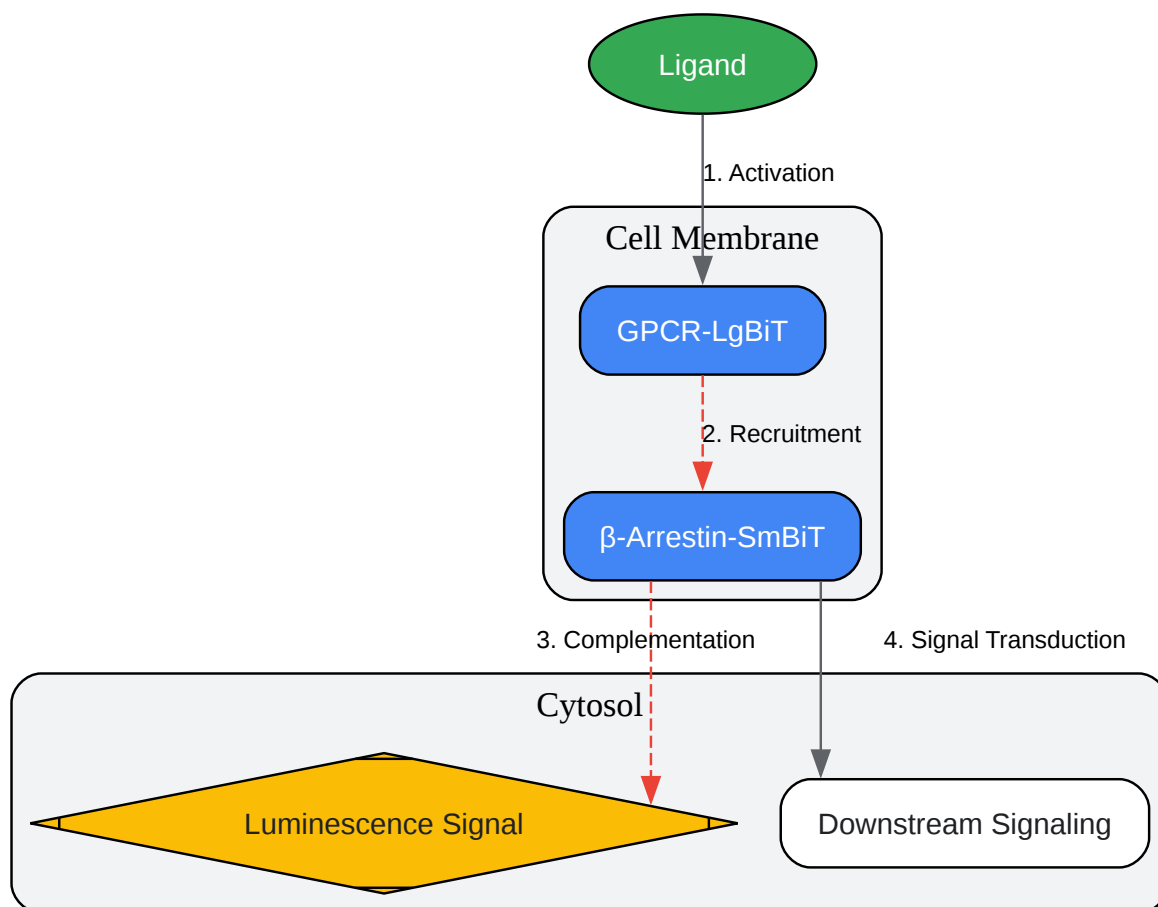 Ligand
1. Activation
Cell Membrane
GPCR-LgBiT
2. Recruitment
β-Arrestin-SmBiT
3. Complementation
4. Signal Transduction
Cytosol
Luminescence Signal
Downstream Signaling